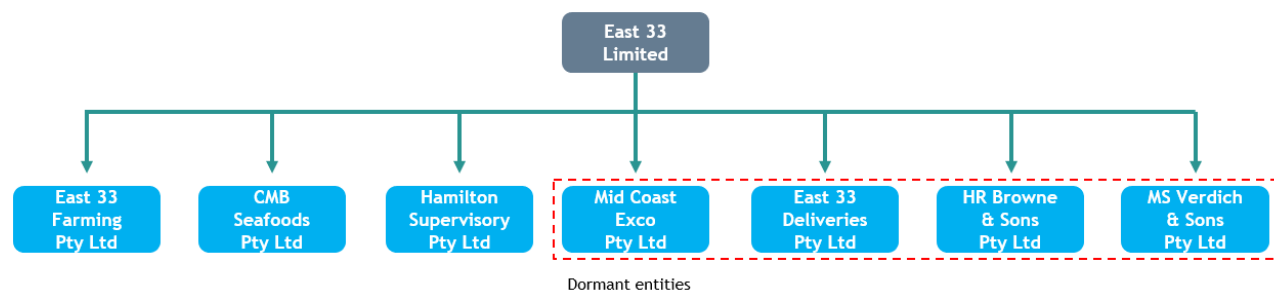 East 33
Limited
East 33
Farming
Pty Ltd
CMB
Seafoods
Pty Ltd
Hamilton
Supervisory
Pty Ltd
Mid Coast
Exco
Pty Ltd
East 33
Deliveries
Pty Ltd
HR Browne
& Sons
Pty Ltd
MS Verdich
& Sons
Pty Ltd
Dormant entities